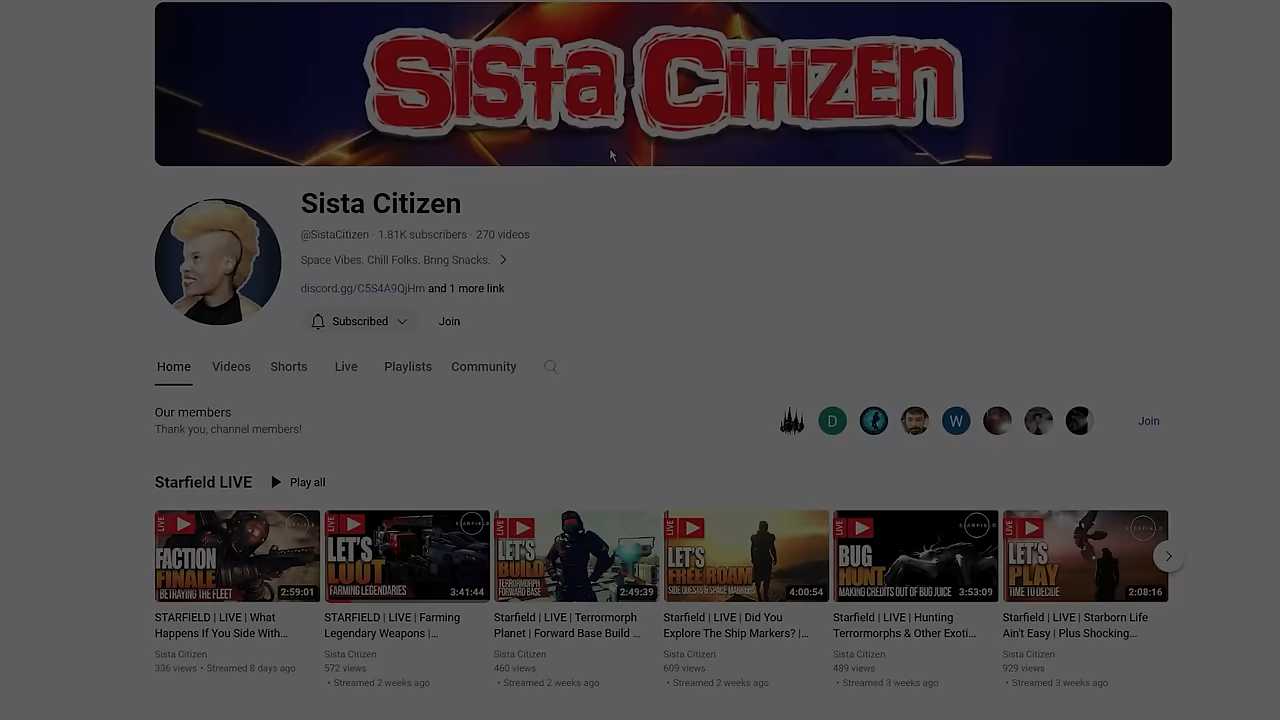 Sista Citizen
Sista Citizen
@SistaCitizen · 1.81K subscribers · 270 videos
Space Vibes. Chill Folks. Bring Snacks.
discord.gg/C5S4A9QjHm and 1 more link
Subscribed
Join
Home Videos Shorts Live Playlists Community
Our members
Thank you, channel members!
D
W
Join
Starfield LIVE
Play all
LIVE
STARFIELD
FACTION
FINALE
BETRAYING THE FLEET
2:59:01
LIVE
STARFIELD
LET'S
LOOT
FARMING LEGENDARIES
3:41:44
LET'S
BUILD
TERRORMORPH
FORWARD BASE
2:49:39
LET'S
FREEROAM
SIDE QUESTS & SPACE MARKERS
4:00:54
LIVE
STARFIELD
BUG
HUNT
MAKING CREDITS OUT OF BUG JUICE
3:53:09
LIVE
STARFIELD
LET'S
PLAY
TIME TO DECIDE
2:08:16
STARFIELD | LIVE | What
Happens If You Side With...
Sista Citizen
336 views • Streamed 8 days ago
STARFIELD | LIVE | Farming
Legendary Weapons |...
Sista Citizen
572 views
• Streamed 2 weeks ago
Starfield | LIVE | Terrormorph
Planet | Forward Base Build ...
Sista Citizen
460 views
• Streamed 2 weeks ago
Starfield | LIVE | Did You
Explore The Ship Markers? |...
Sista Citizen
609 views
• Streamed 2 weeks ago
Starfield | LIVE | Hunting
Terrormorphs & Other Exoti...
Sista Citizen
489 views
• Streamed 3 weeks ago
Starfield | LIVE | Starborn Life
Ain't Easy | Plus Shocking...
Sista Citizen
929 views
• Streamed 3 weeks ago